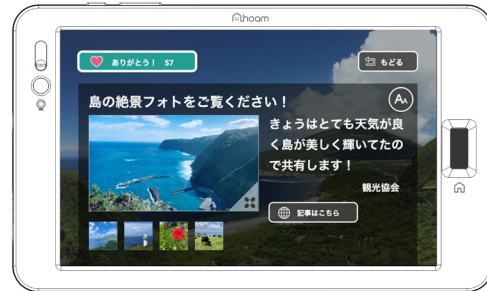 Alhoam
ありがとう！ 57
もどる
島の絶景フォトをご覧ください！
AA
きょうはとても天気が良
く島が美しく輝いてたの
で共有します！
観光協会
記事はこちら